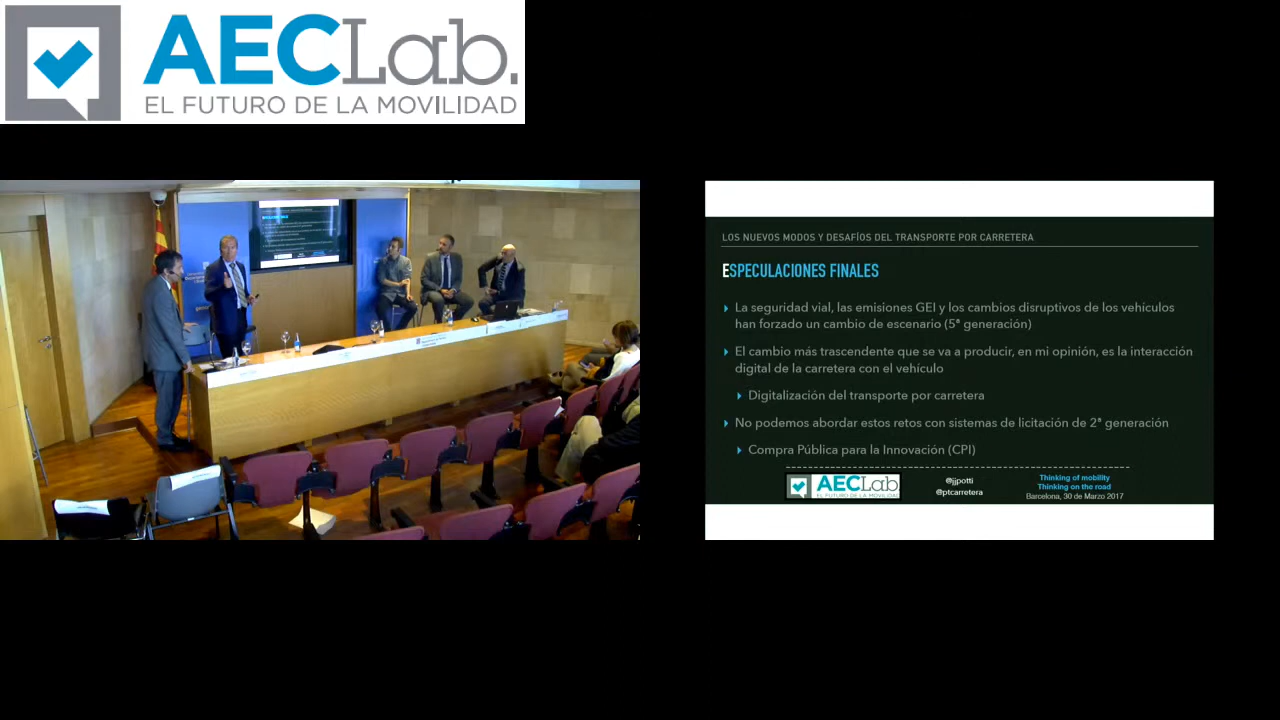 AECLab.
EL FUTURO DE LA MOVILIDAD
LOS NUEVOS MODOS Y DESAFÍOS DEL TRANSPORTE POR CARRETERA
ESPECULACIONES FINALES
La seguridad vial, las emisiones GEI y los cambios disruptivos de los vehículos
han forzado un cambio de escenario (5ª generación)
El cambio más trascendente que se va a producir, en mi opinión, es la interacción
digital de la carretera con el vehículo
Digitalización del transporte por carretera
No podemos abordar estos retos con sistemas de licitación de 2ª generación
Compra Pública para la Innovación (CPI)
AECLab
EL FUTURO DE LA MOVILIDAD
@jjpotti
@ptcarretera
Thinking of mobility
Thinking on the road
Barcelona, 30 de Marzo 2017